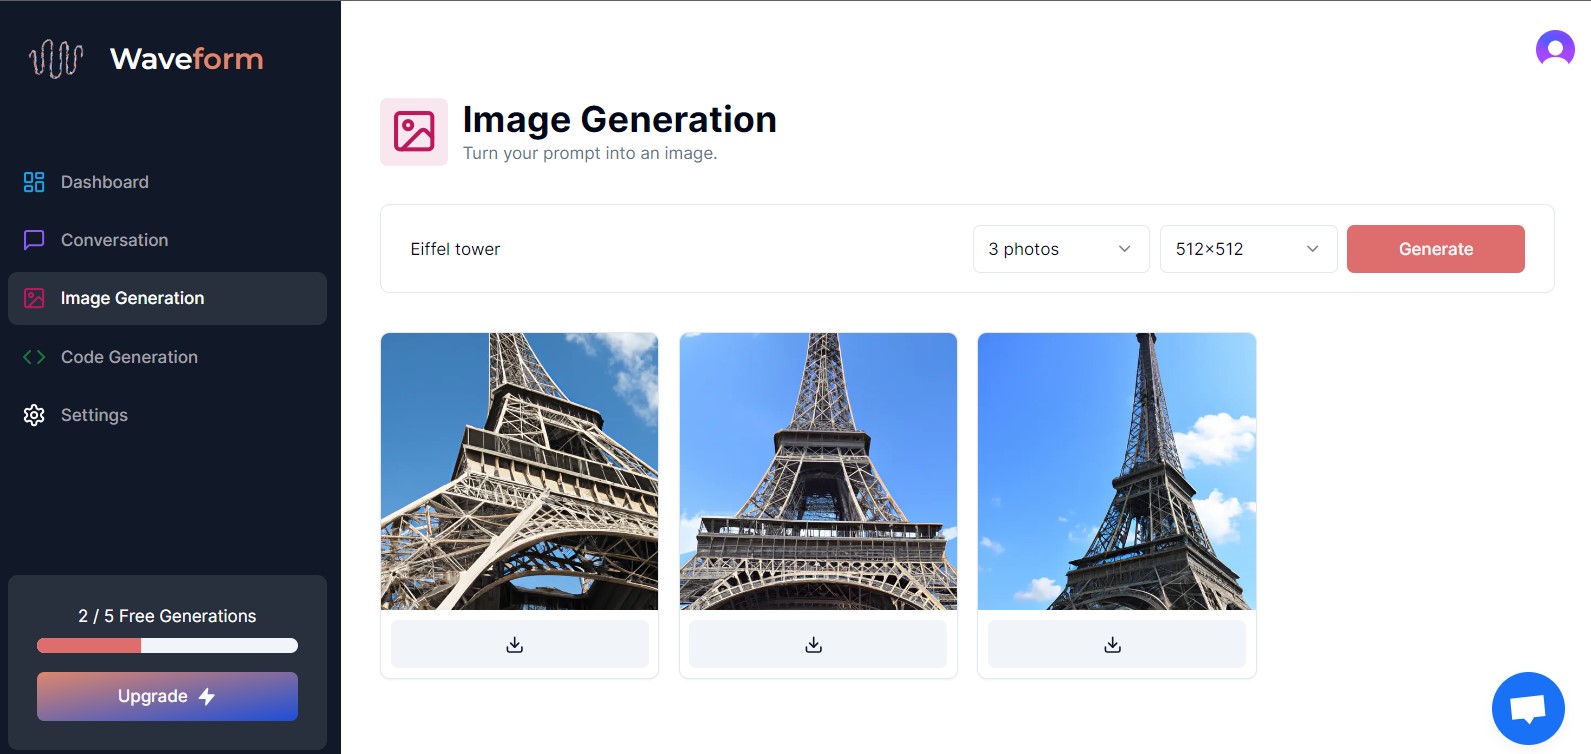 Waveform
Dashboard
Conversation
Image Generation
Code Generation
Settings
2 / 5 Free Generations
Upgrade
Image Generation
Turn your prompt into an image.
Eiffel tower
3 photos
512×512
Generate